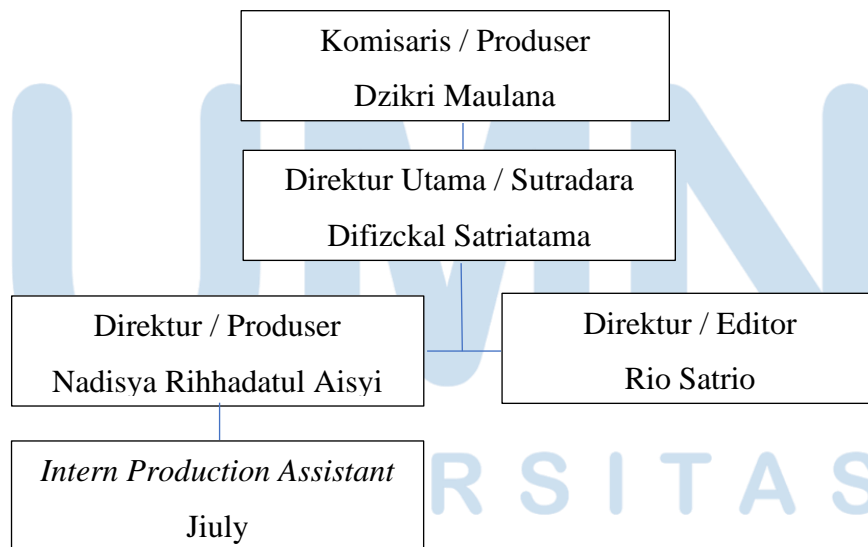 Komisaris / Produser
Dzikri Maulana
Direktur Utama / Sutradara
Difizckal Satriatama
Direktur / Produser
Nadisya Rihhadatul Aisyi
Direktur / Editor
Rio Satrio
Intern Production Assistant
Jiuly
UMN
RSITAS